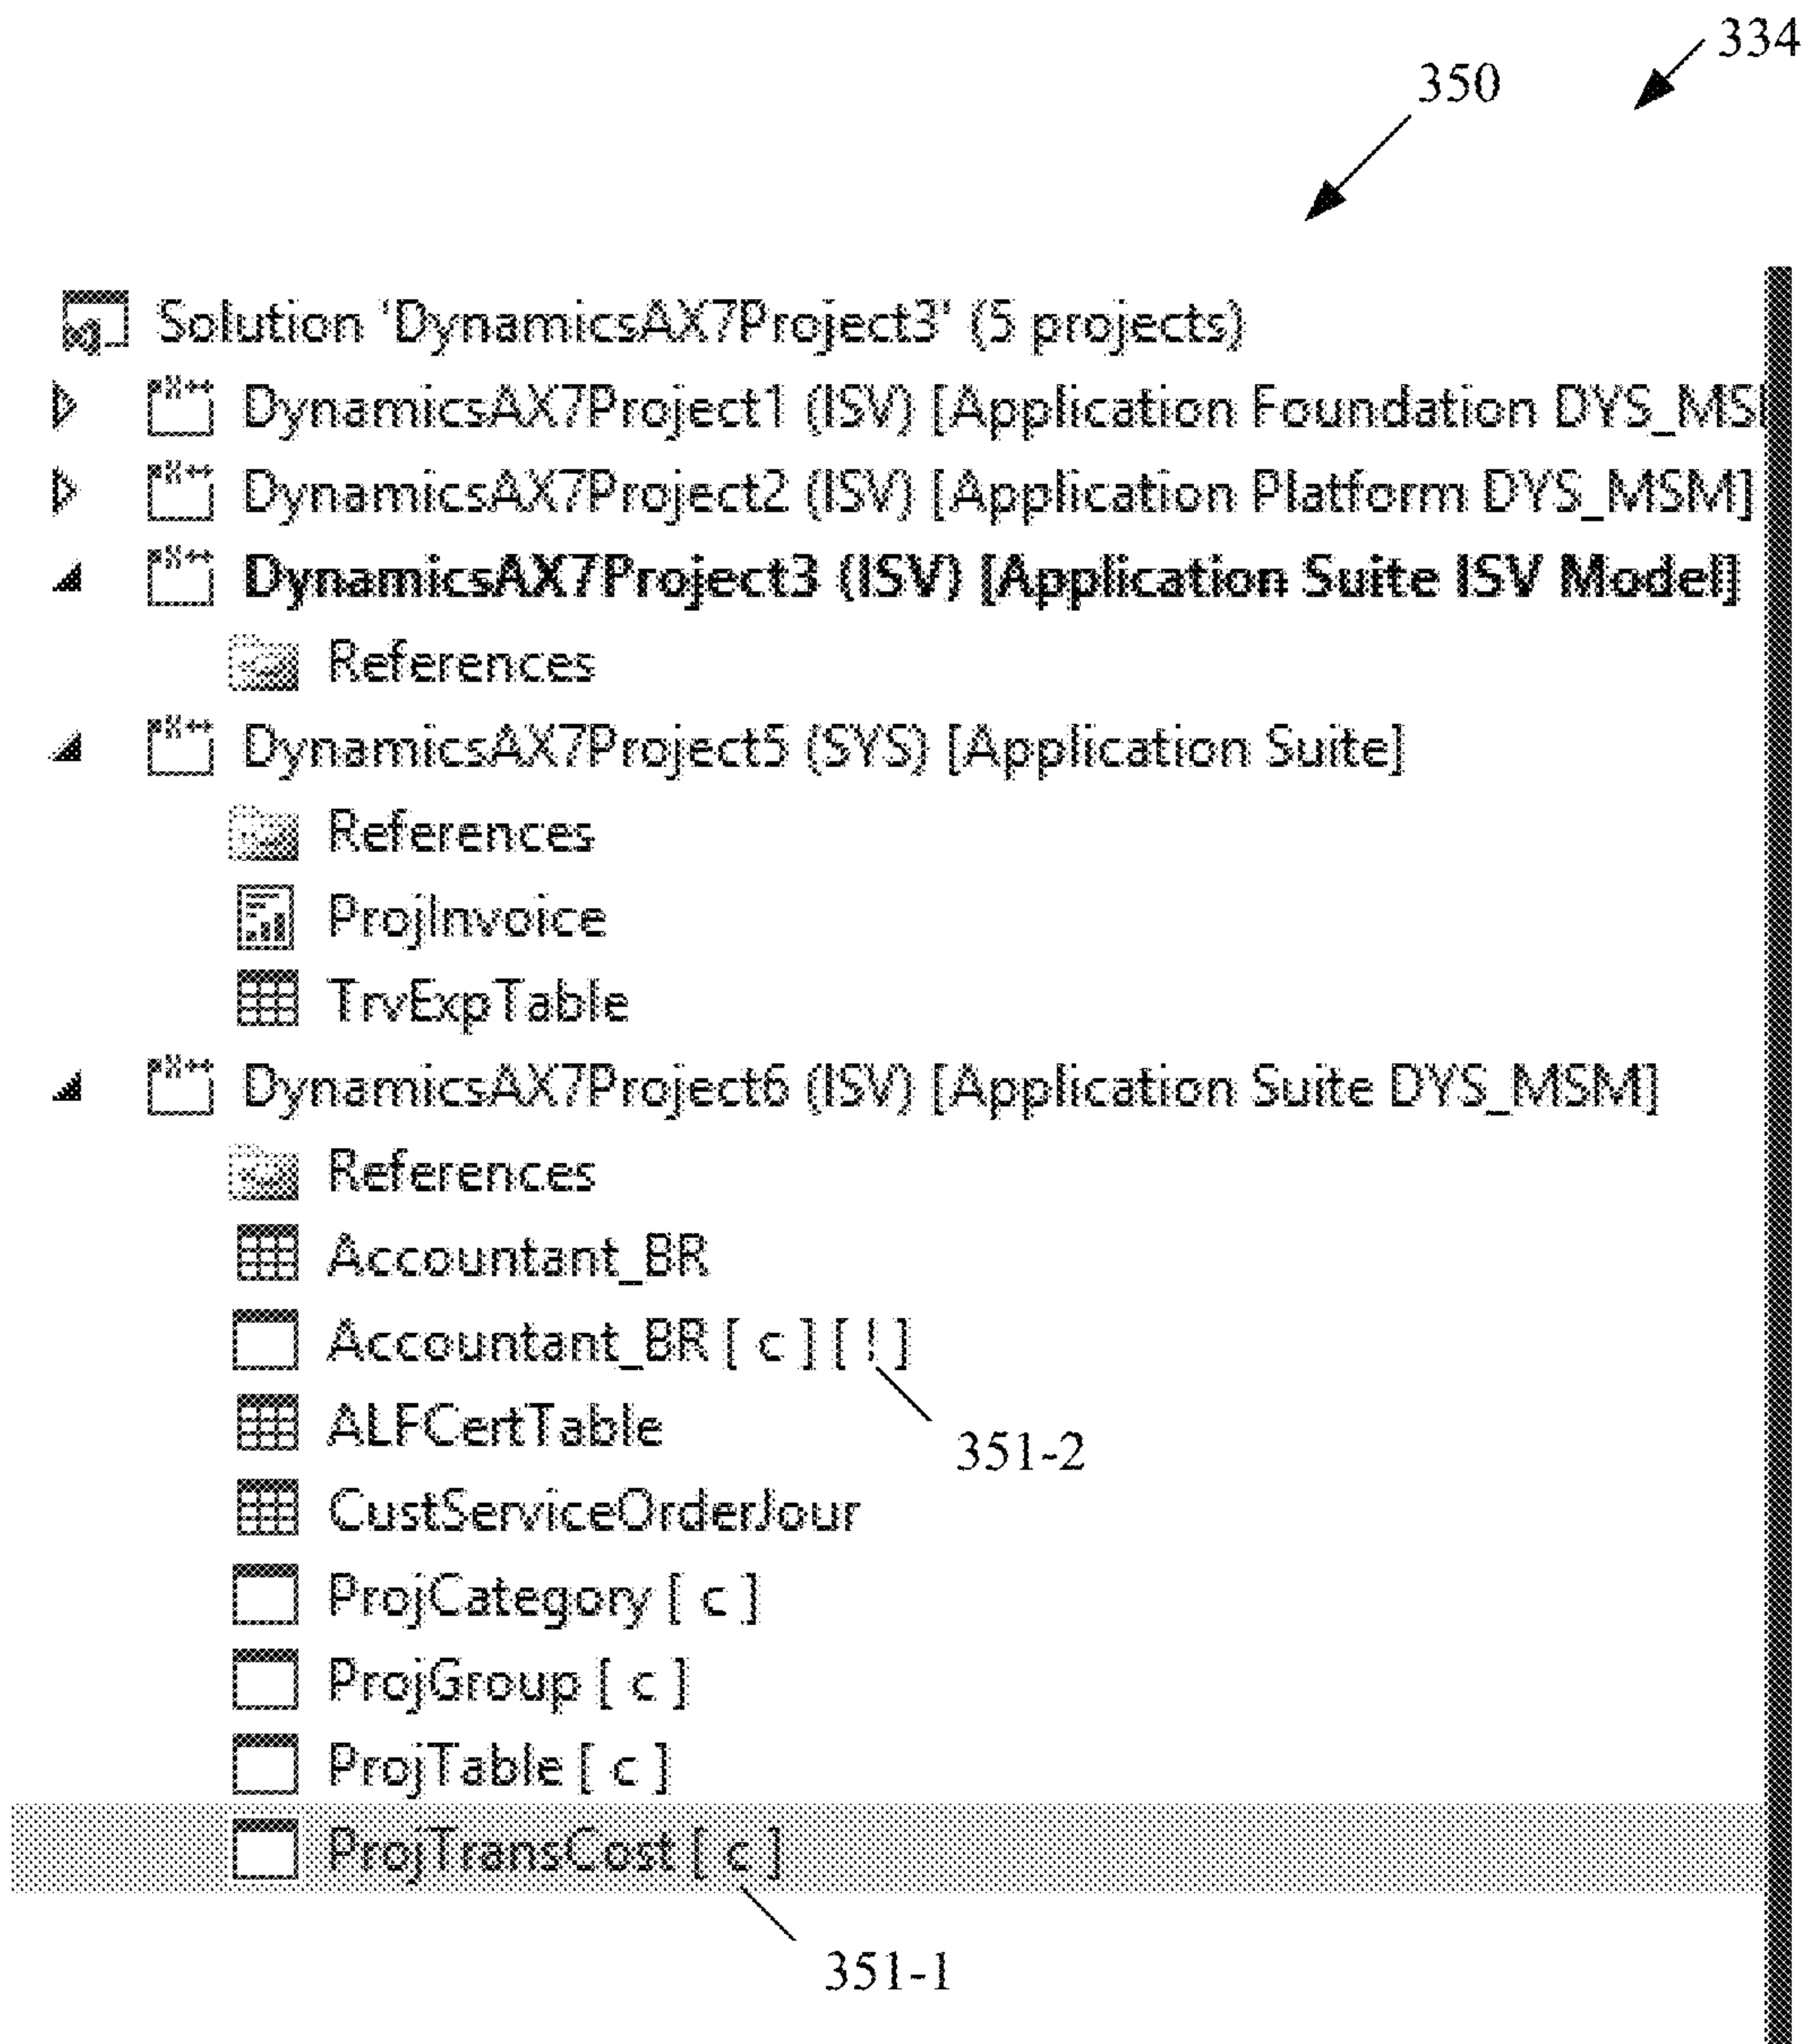 334
350
Solution 'DynamicsAX7Project3' (5 projects)
DynamicsAX7Project1 (ISV) [Application Foundation DYS_MSI
DynamicsAX7Project2 (ISV) [Application Platform DYS_MSM]
DynamicsAX7Project3 (ISV) [Application Suite ISV Model]
References
DynamicsAX7Project5 (SYS) [Application Suite]
References
ProjInvoice
TrvExpTable
DynamicsAX7Project6 (ISV) [Application Suite DYS_MSM]
References
Accountant_BR
Accountant_BR [ c ] [ ! ]
351-2
ALFCertTable
CustServiceOrderJour
ProjCategory [ c ]
ProjGroup [ c ]
ProjTable [ c ]
ProjTransCost [ c ]
351-1